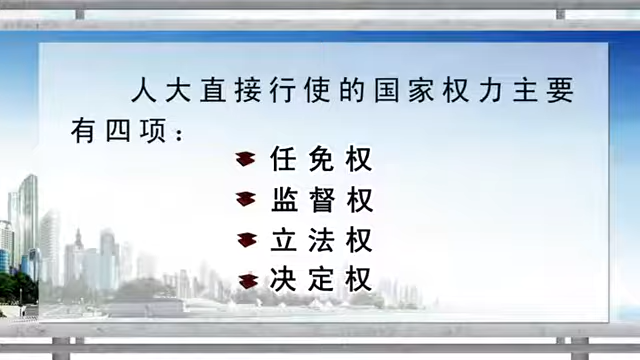 人大直接行使的国家权力主要
有四项：
任免权
监督权
立法权
决定权